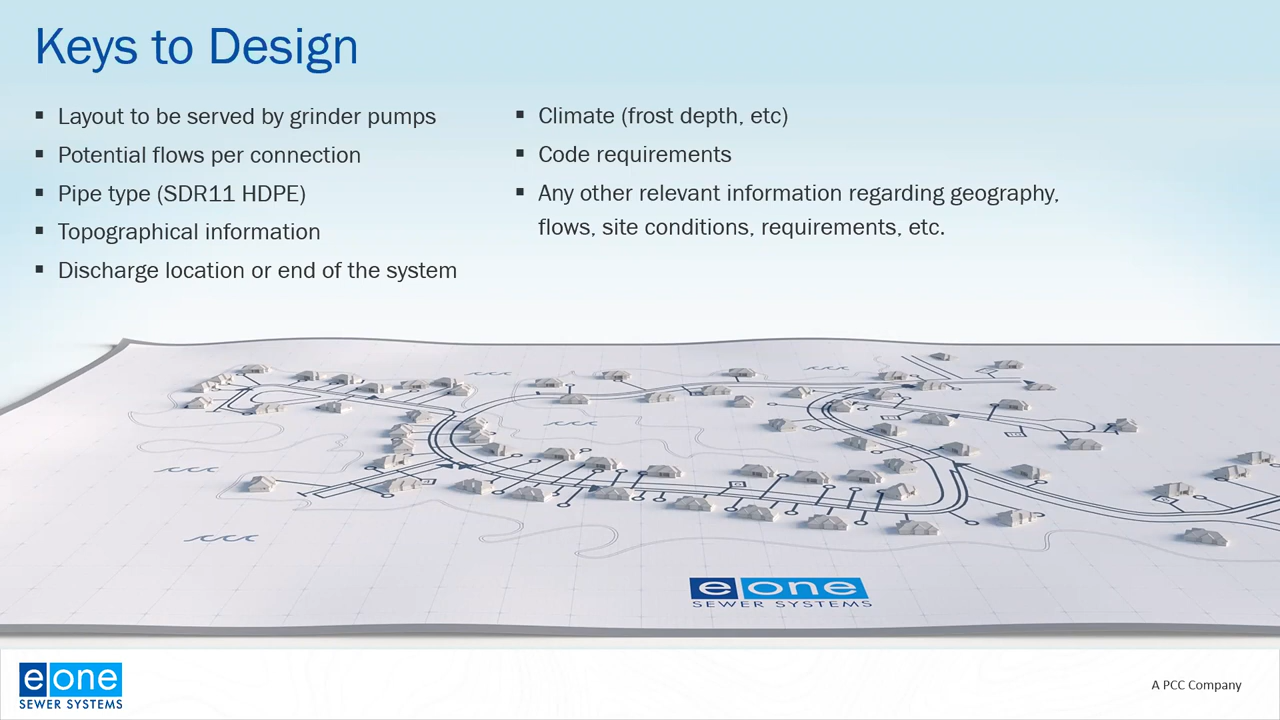 Keys to Design
▪ Layout to be served by grinder pumps
▪ Potential flows per connection
▪ Pipe type (SDR11 HDPE)
▪ Topographical information
▪ Discharge location or end of the system
▪ Climate (frost depth, etc)
▪ Code requirements
▪ Any other relevant information regarding geography,
flows, site conditions, requirements, etc.
eone
SEWER SYSTEMS
eone
SEWER SYSTEMS
A PCC Company